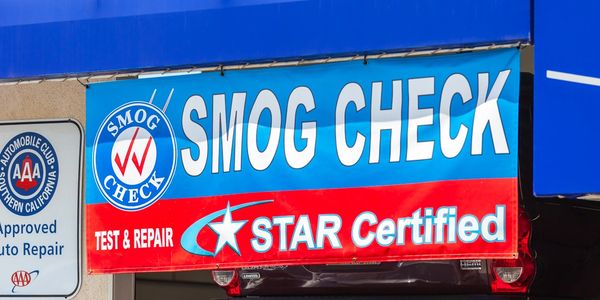 SMOG
CHECK
SMOG CHECK
TEST & REPAIR
STAR Certified
AUTOMOBILE CLUB
AAA
SOUTHERN CALIFORNIA
Approved
uto Repair
AAA